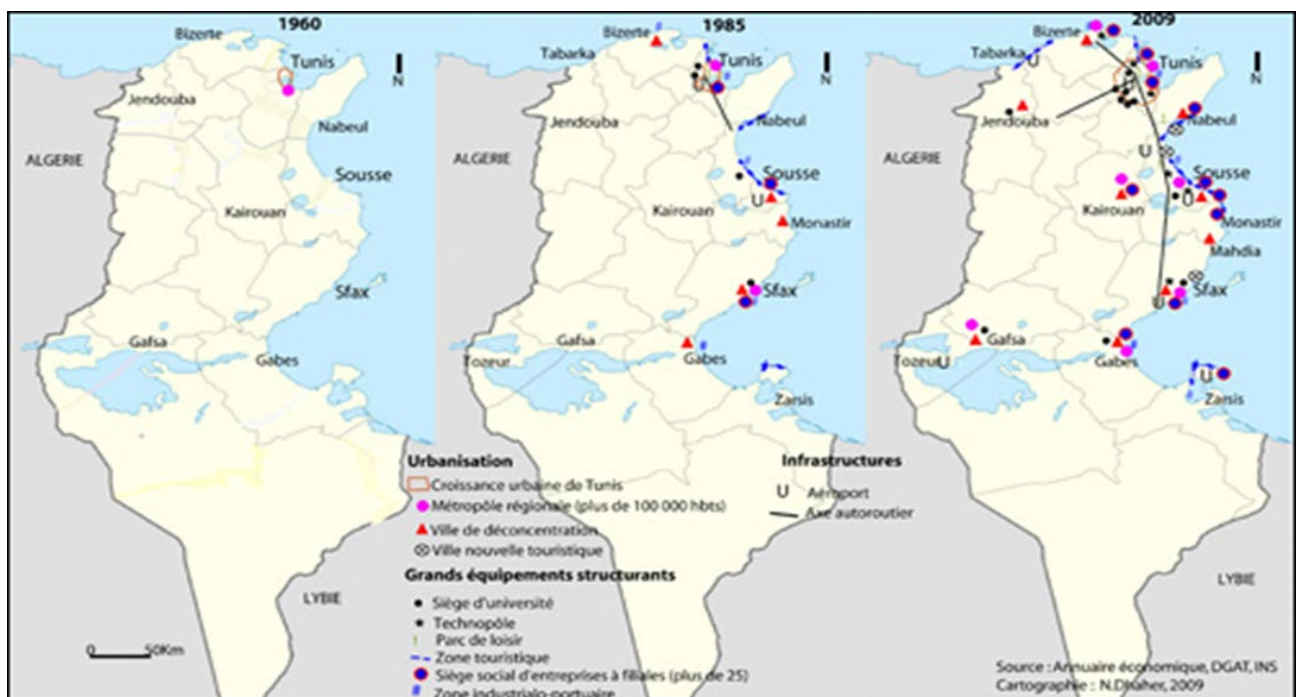 1960
Bizerte
Tunis
N
Jendouba
Nabeul
ALGERIE
Sousse
Kairouan
Sfax
Gafsa
Gabes
LYBIE
0 50Km
1985
Bizerte
Tabarka
Tunis
N
Jendouba
Nabeul
ALGERIE
Sousse
U
Kairouan
Monastir
Sfax
Gafsa
Tozeur
Gabes
Zarsis
2009
Bizerte
Tabarka
U
Tunis
N
Jendouba
Nabeul
ALGERIE
U
Sousse
U
Kairouan
Monastir
Mahdia
Sfax
U
Gafsa
Tozeur
U
Gabes
U
Zarsis
LYBIE
Urbanisation
Croissance urbaine de Tunis
Métropôle régionale (plus de 100 000 hbts)
Ville de déconcentration
Ville nouvelle touristique
Grands équipements structurants
Siège d'université
Technopôle
Parc de loisir
Zone touristique
Siège social d'entreprises à filiales (plus de 25)
Zone industrialo-portuaire
Infrastructures
U Aéroport
Axe autoroutier
Source : Annuaire économique, DGAT, INS
Cartographie : N.Dhaher, 2009